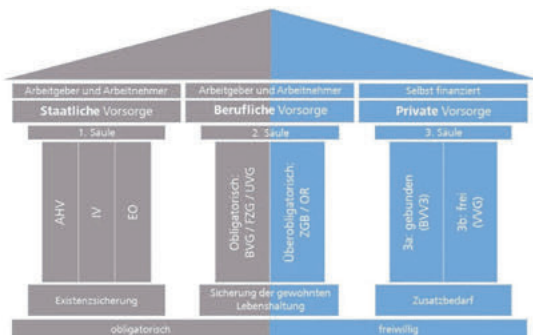 Arbeitgeber und Arbeitnehmer
Staatliche Vorsorge
1. Säule
AHV
IV
EO
Existenzsicherung
Arbeitgeber und Arbeitnehmer
Berufliche Vorsorge
2. Säule
Obligatorisch:
BVG / FZG / UVG
Überobligatorisch:
ZGB / OR
Sicherung der gewohnten
Lebenshaltung
Selbst finanziert
Private Vorsorge
3. Säule
3a: gebunden
(BVV3)
3b: frei
(VVG)
Zusatzbedarf
obligatorisch
freiwillig